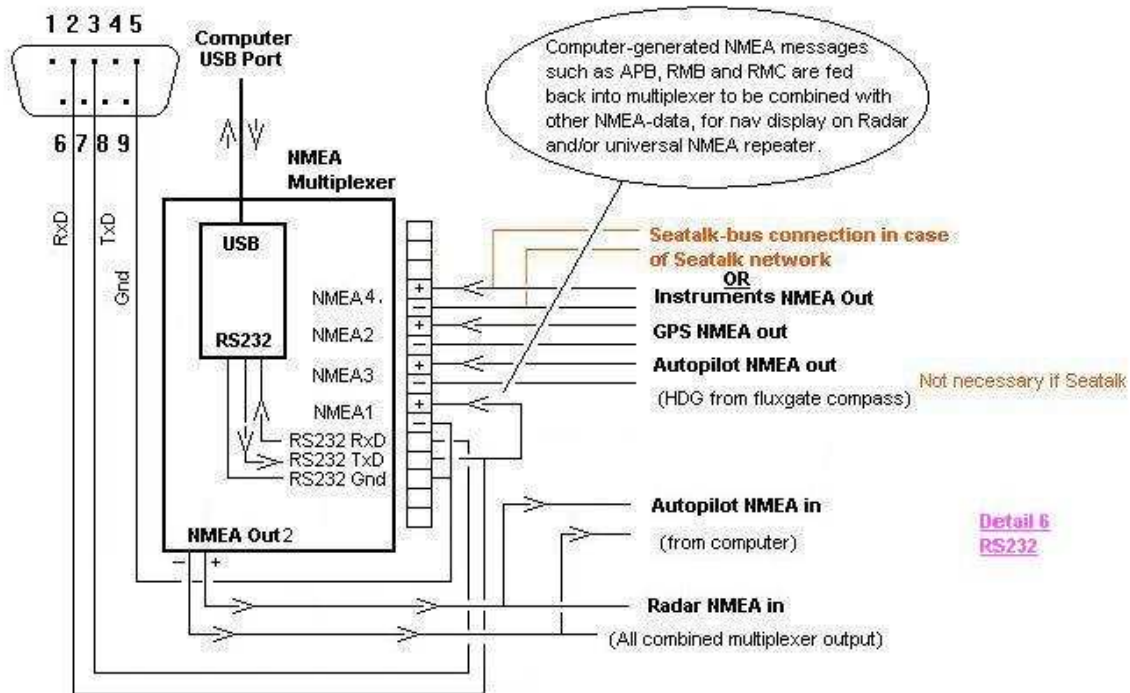 1 2 3 4 5
6 7 8 9
RxD
TxD
Gnd
Computer
USB Port
NMEA
Multiplexer
USB
RS232
NMEA4.
NMEA2
NMEA3
NMEA1
RS232 RxD
RS232 TxD
RS232 Gnd
NMEA Out2
− +
+
−
+
−
+
−
+
−
Computer-generated NMEA messages
such as APB, RMB and RMC are fed
back into multiplexer to be combined with
other NMEA-data, for nav display on Radar
and/or universal NMEA repeater.
Seatalk-bus connection in case
of Seatalk network
OR
Instruments NMEA Out
GPS NMEA out
Autopilot NMEA out
(HDG from fluxgate compass)
Not necessary if Seatalk
Autopilot NMEA in
(from computer)
Radar NMEA in
(All combined multiplexer output)
Detail 6
RS232